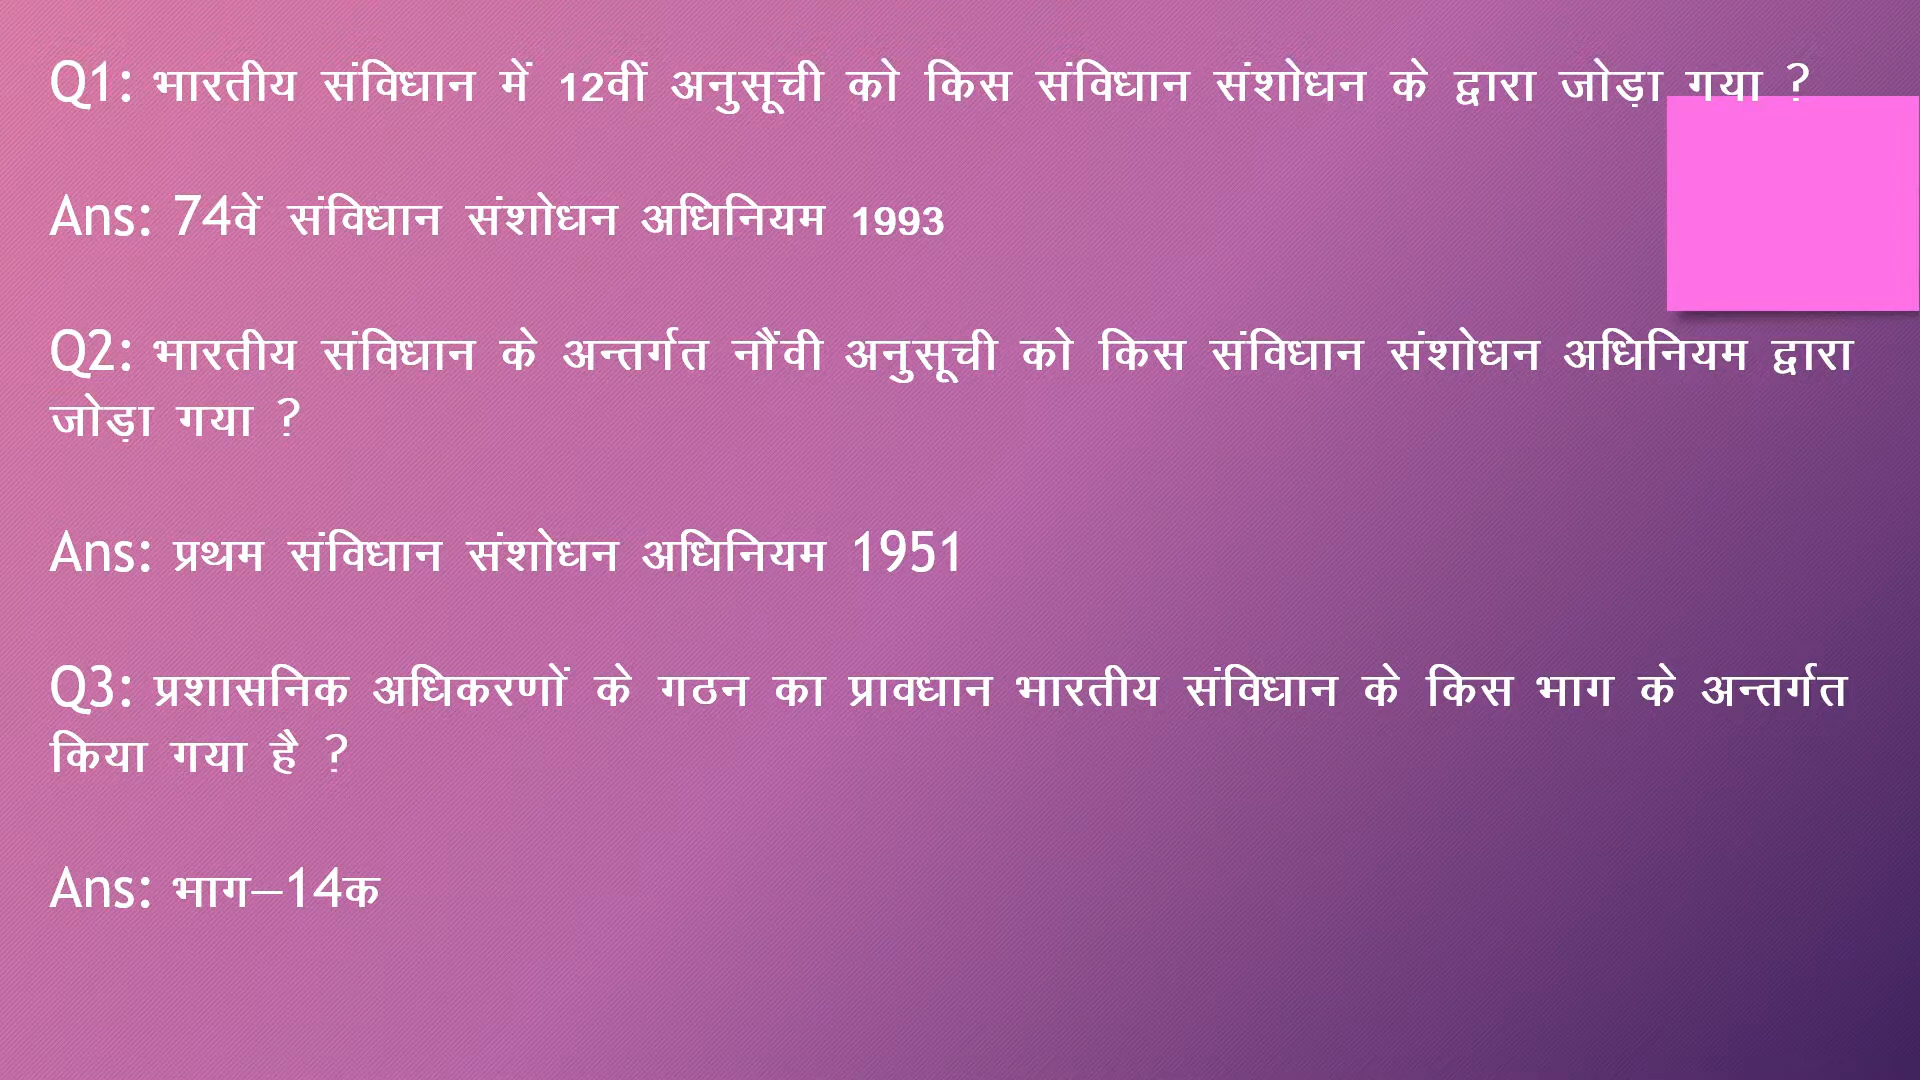 Q1: भारतीय संविधान में 12वीं अनुसूची को किस संविधान संशोधन के द्वारा जोड़ा गया ?
Ans: 74वें संविधान संशोधन अधिनियम 1993
Q2: भारतीय संविधान के अन्तर्गत नौंवी अनुसूची को किस संविधान संशोधन अधिनियम द्वारा
जोड़ा गया ?
Ans: प्रथम संविधान संशोधन अधिनियम 1951
Q3: प्रशासनिक अधिकरणों के गठन का प्रावधान भारतीय संविधान के किस भाग के अन्तर्गत
किया गया है ?
Ans: भाग–14क